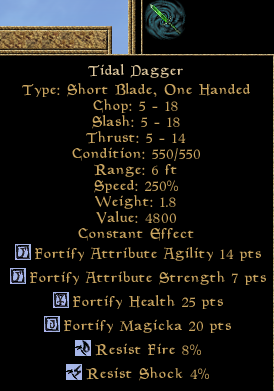 Tidal Dagger
Type: Short Blade, One Handed
Chop: 5 - 18
Slash: 5 - 18
Thrust: 5 - 14
Condition: 550/550
Range: 6 ft
Speed: 250%
Weight: 1.8
Value: 4800
Constant Effect
Fortify Attribute Agility 14 pts
Fortify Attribute Strength 7 pts
Fortify Health 25 pts
Fortify Magicka 20 pts
Resist Fire 8%
Resist Shock 4%